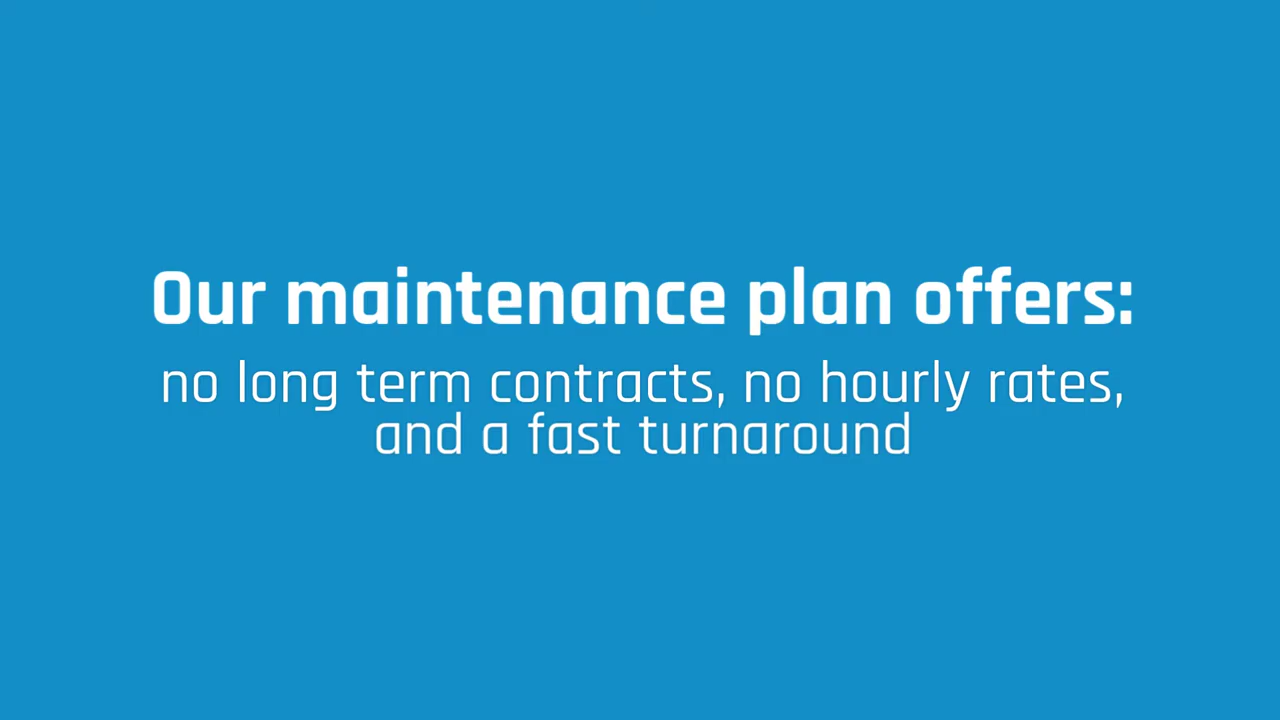 Our maintenance plan offers:
no long term contracts, no hourly rates,
and a fast turnaround